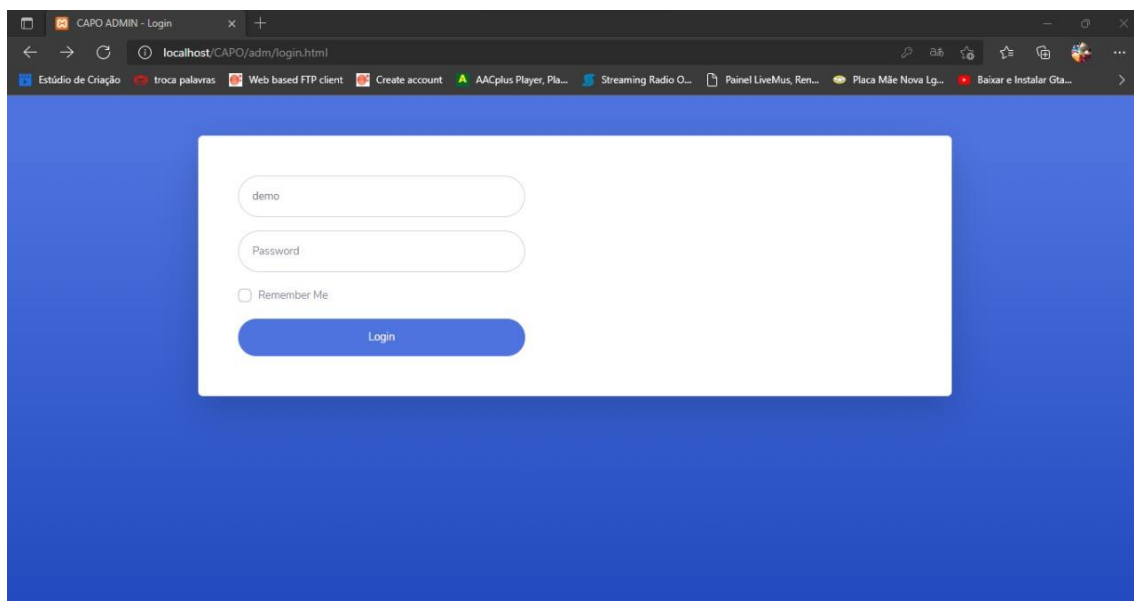 CAPO ADMIN - Login
localhost/CAPO/adm/login.html
Estúdio de Criação troca palavras Web based FTP client Create account AACplus Player, Pla... Streaming Radio O... Painel LiveMus, Ren... Placa Mãe Nova Lg... Baixar e Instalar Gta...
demo
Password
Remember Me
Login